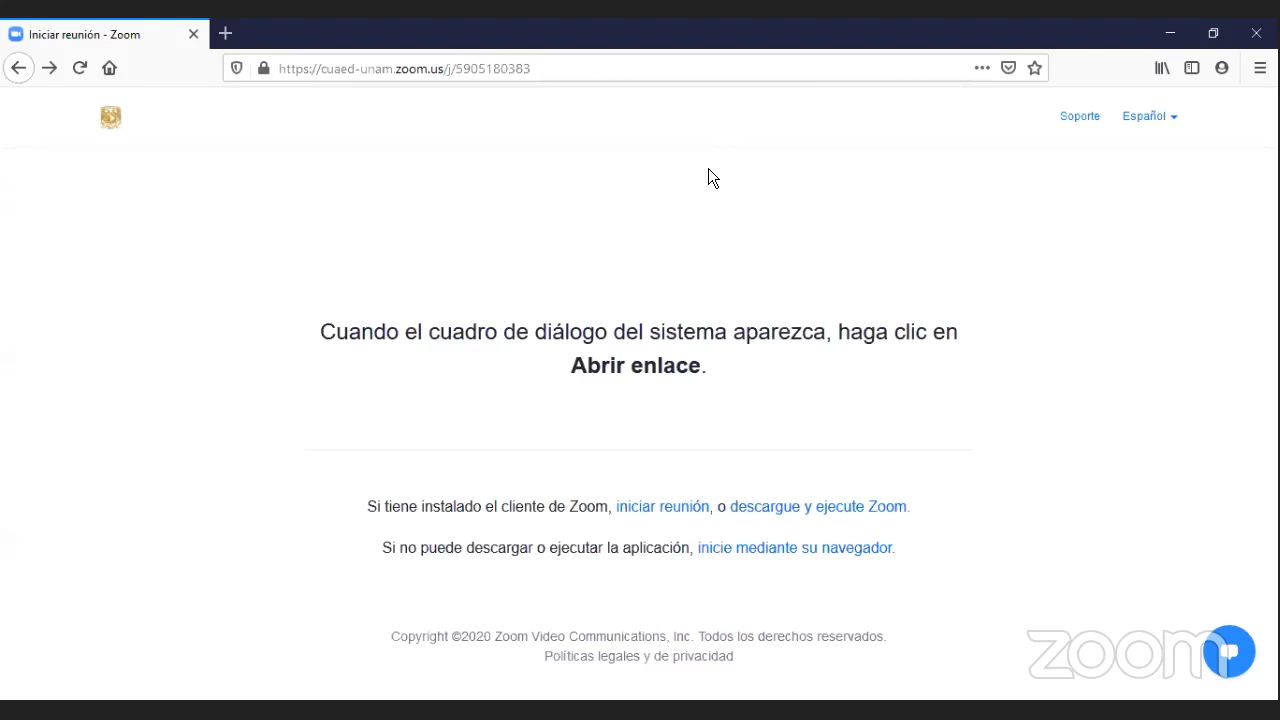 Iniciar reunión - Zoom
https://cuaed-unam.zoom.us/j/5905180383
Soporte
Español
Cuando el cuadro de diálogo del sistema aparezca, haga clic en
Abrir enlace.
Si tiene instalado el cliente de Zoom, iniciar reunión, o descargue y ejecute Zoom.
Si no puede descargar o ejecutar la aplicación, inicie mediante su navegador.
Copyright ©2020 Zoom Video Communications, Inc. Todos los derechos reservados.
Políticas legales y de privacidad
zoom